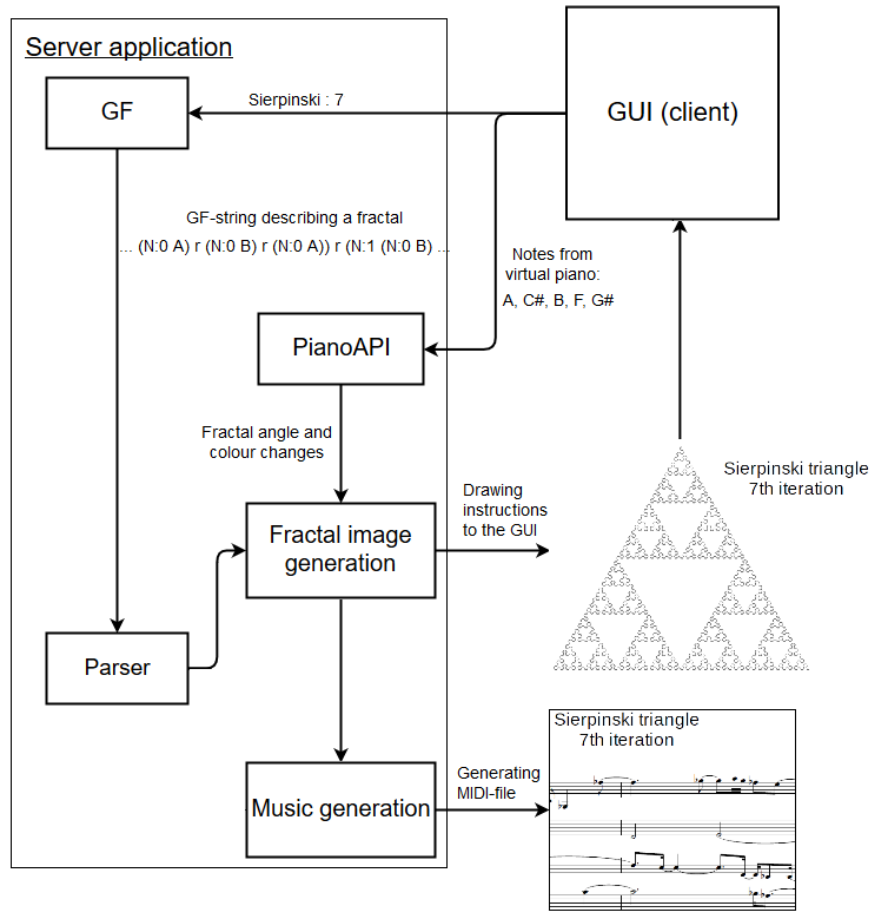 Server application
GF
Sierpinski : 7
GUI (client)
GF-string describing a fractal
... (N:0 A) r (N:0 B) r (N:0 A)) r (N:1 (N:0 B) ...
Notes from
virtual piano:
A, C#, B, F, G#
PianoAPI
Fractal angle and
colour changes
Sierpinski triangle
7th iteration
Drawing
instructions
to the GUI
Fractal image
generation
Parser
Sierpinski triangle
7th iteration
Generating
MIDI-file
Music generation